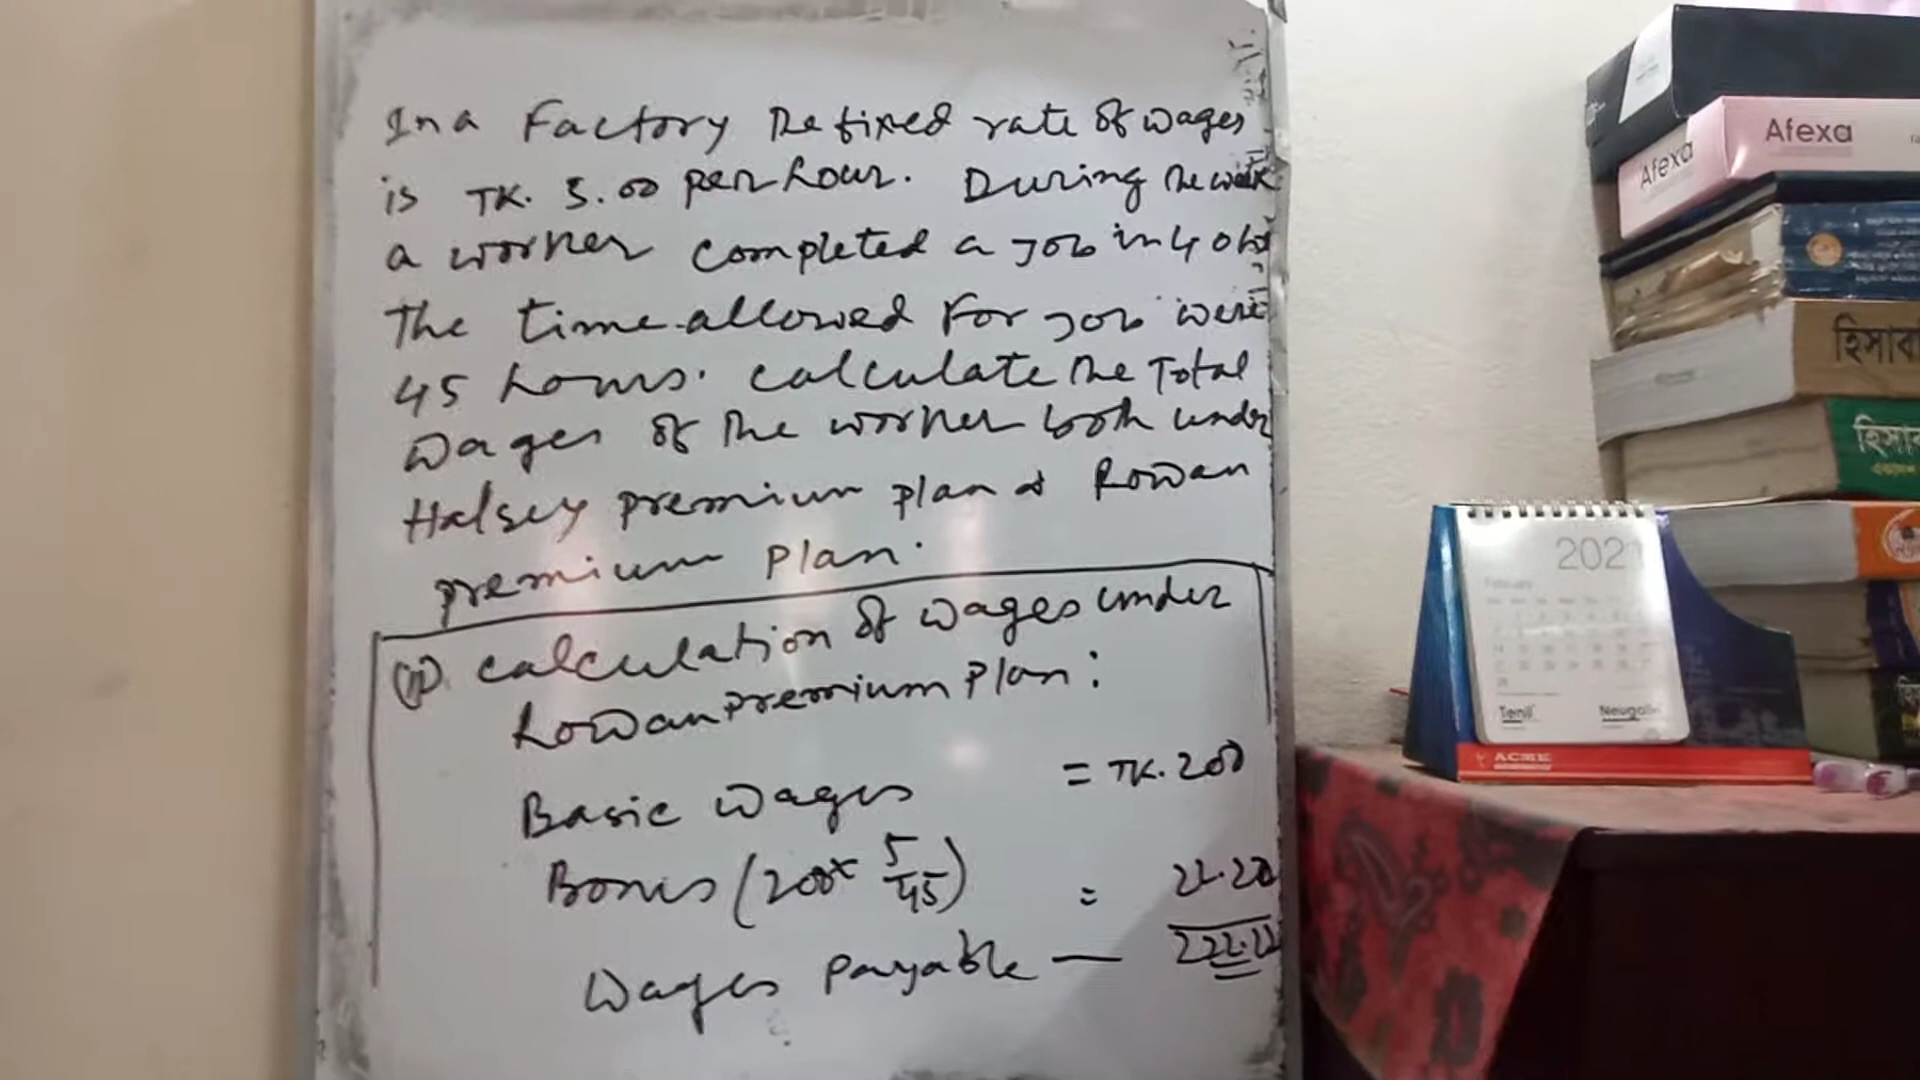 In a Factory the fixed rate of wages
is TK. 5.00 per hour. During the week
a worker completed a job in 40 hrs
The time allowed For job were
45 hours. calculate the Total
wages of the worker both under
Halsey premium plan & Rowan
premium plan.
(ii) calculation of wages under
Rowan premium plan:
Basic wages = TK. 200
Bonus (200× 5/45) = 22.22
wages payable — 222.22
Afexa
Afexa
হিসাব
2021
February
Tenil
ACME